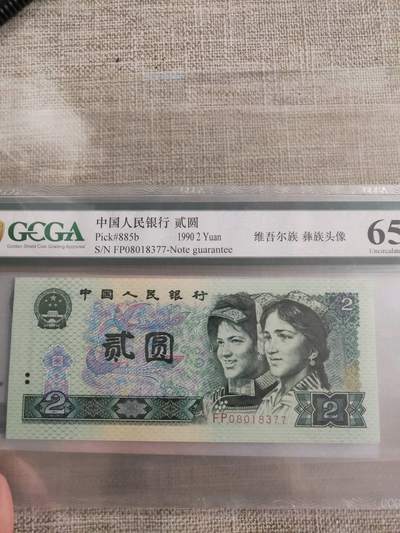 GCGA
中国人民银行 贰圆
Pick#885b
1990 2 Yuan
维吾尔族 彝族头像
S/N FP08018377-Note guarantee
65
中国人民银行
2
贰圆
2
2
FP08018377